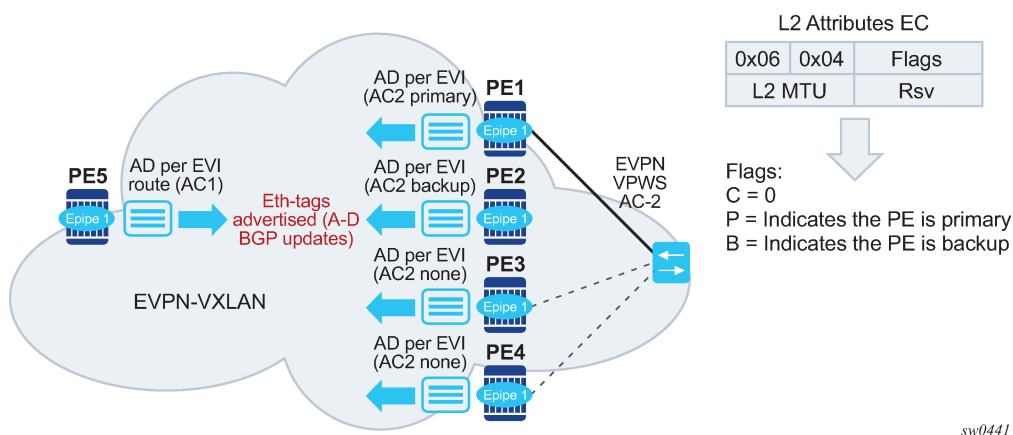 L2 Attributes EC
0x06 0x04 Flags
L2 MTU Rsv
Flags:
C = 0
P = Indicates the PE is primary
B = Indicates the PE is backup
AD per EVI
(AC2 primary)
PE1
Epipe 1
AD per EVI
(AC2 backup)
PE2
Epipe 1
AD per EVI
(AC2 none)
PE3
Epipe 1
AD per EVI
(AC2 none)
PE4
Epipe 1
EVPN
VPWS
AC-2
PE5
Epipe 1
AD per EVI
route (AC1)
Eth-tags
advertised (A-D
BGP updates)
EVPN-VXLAN
sw0441